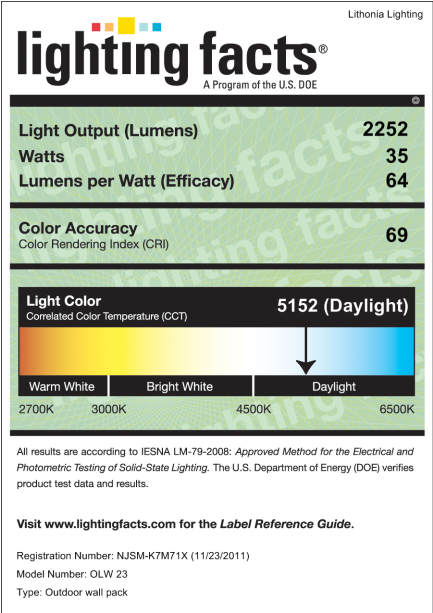 Lithonia Lighting
lighting facts®
A Program of the U.S. DOE
Light Output (Lumens) 2252
Watts 35
Lumens per Watt (Efficacy) 64
Color Accuracy
Color Rendering Index (CRI) 69
Light Color
Correlated Color Temperature (CCT) 5152 (Daylight)
Warm White Bright White Daylight
2700K 3000K 4500K 6500K
All results are according to IESNA LM-79-2008: Approved Method for the Electrical and
Photometric Testing of Solid-State Lighting. The U.S. Department of Energy (DOE) verifies
product test data and results.
Visit www.lightingfacts.com for the Label Reference Guide.
Registration Number: NJSM-K7M71X (11/23/2011)
Model Number: OLW 23
Type: Outdoor wall pack